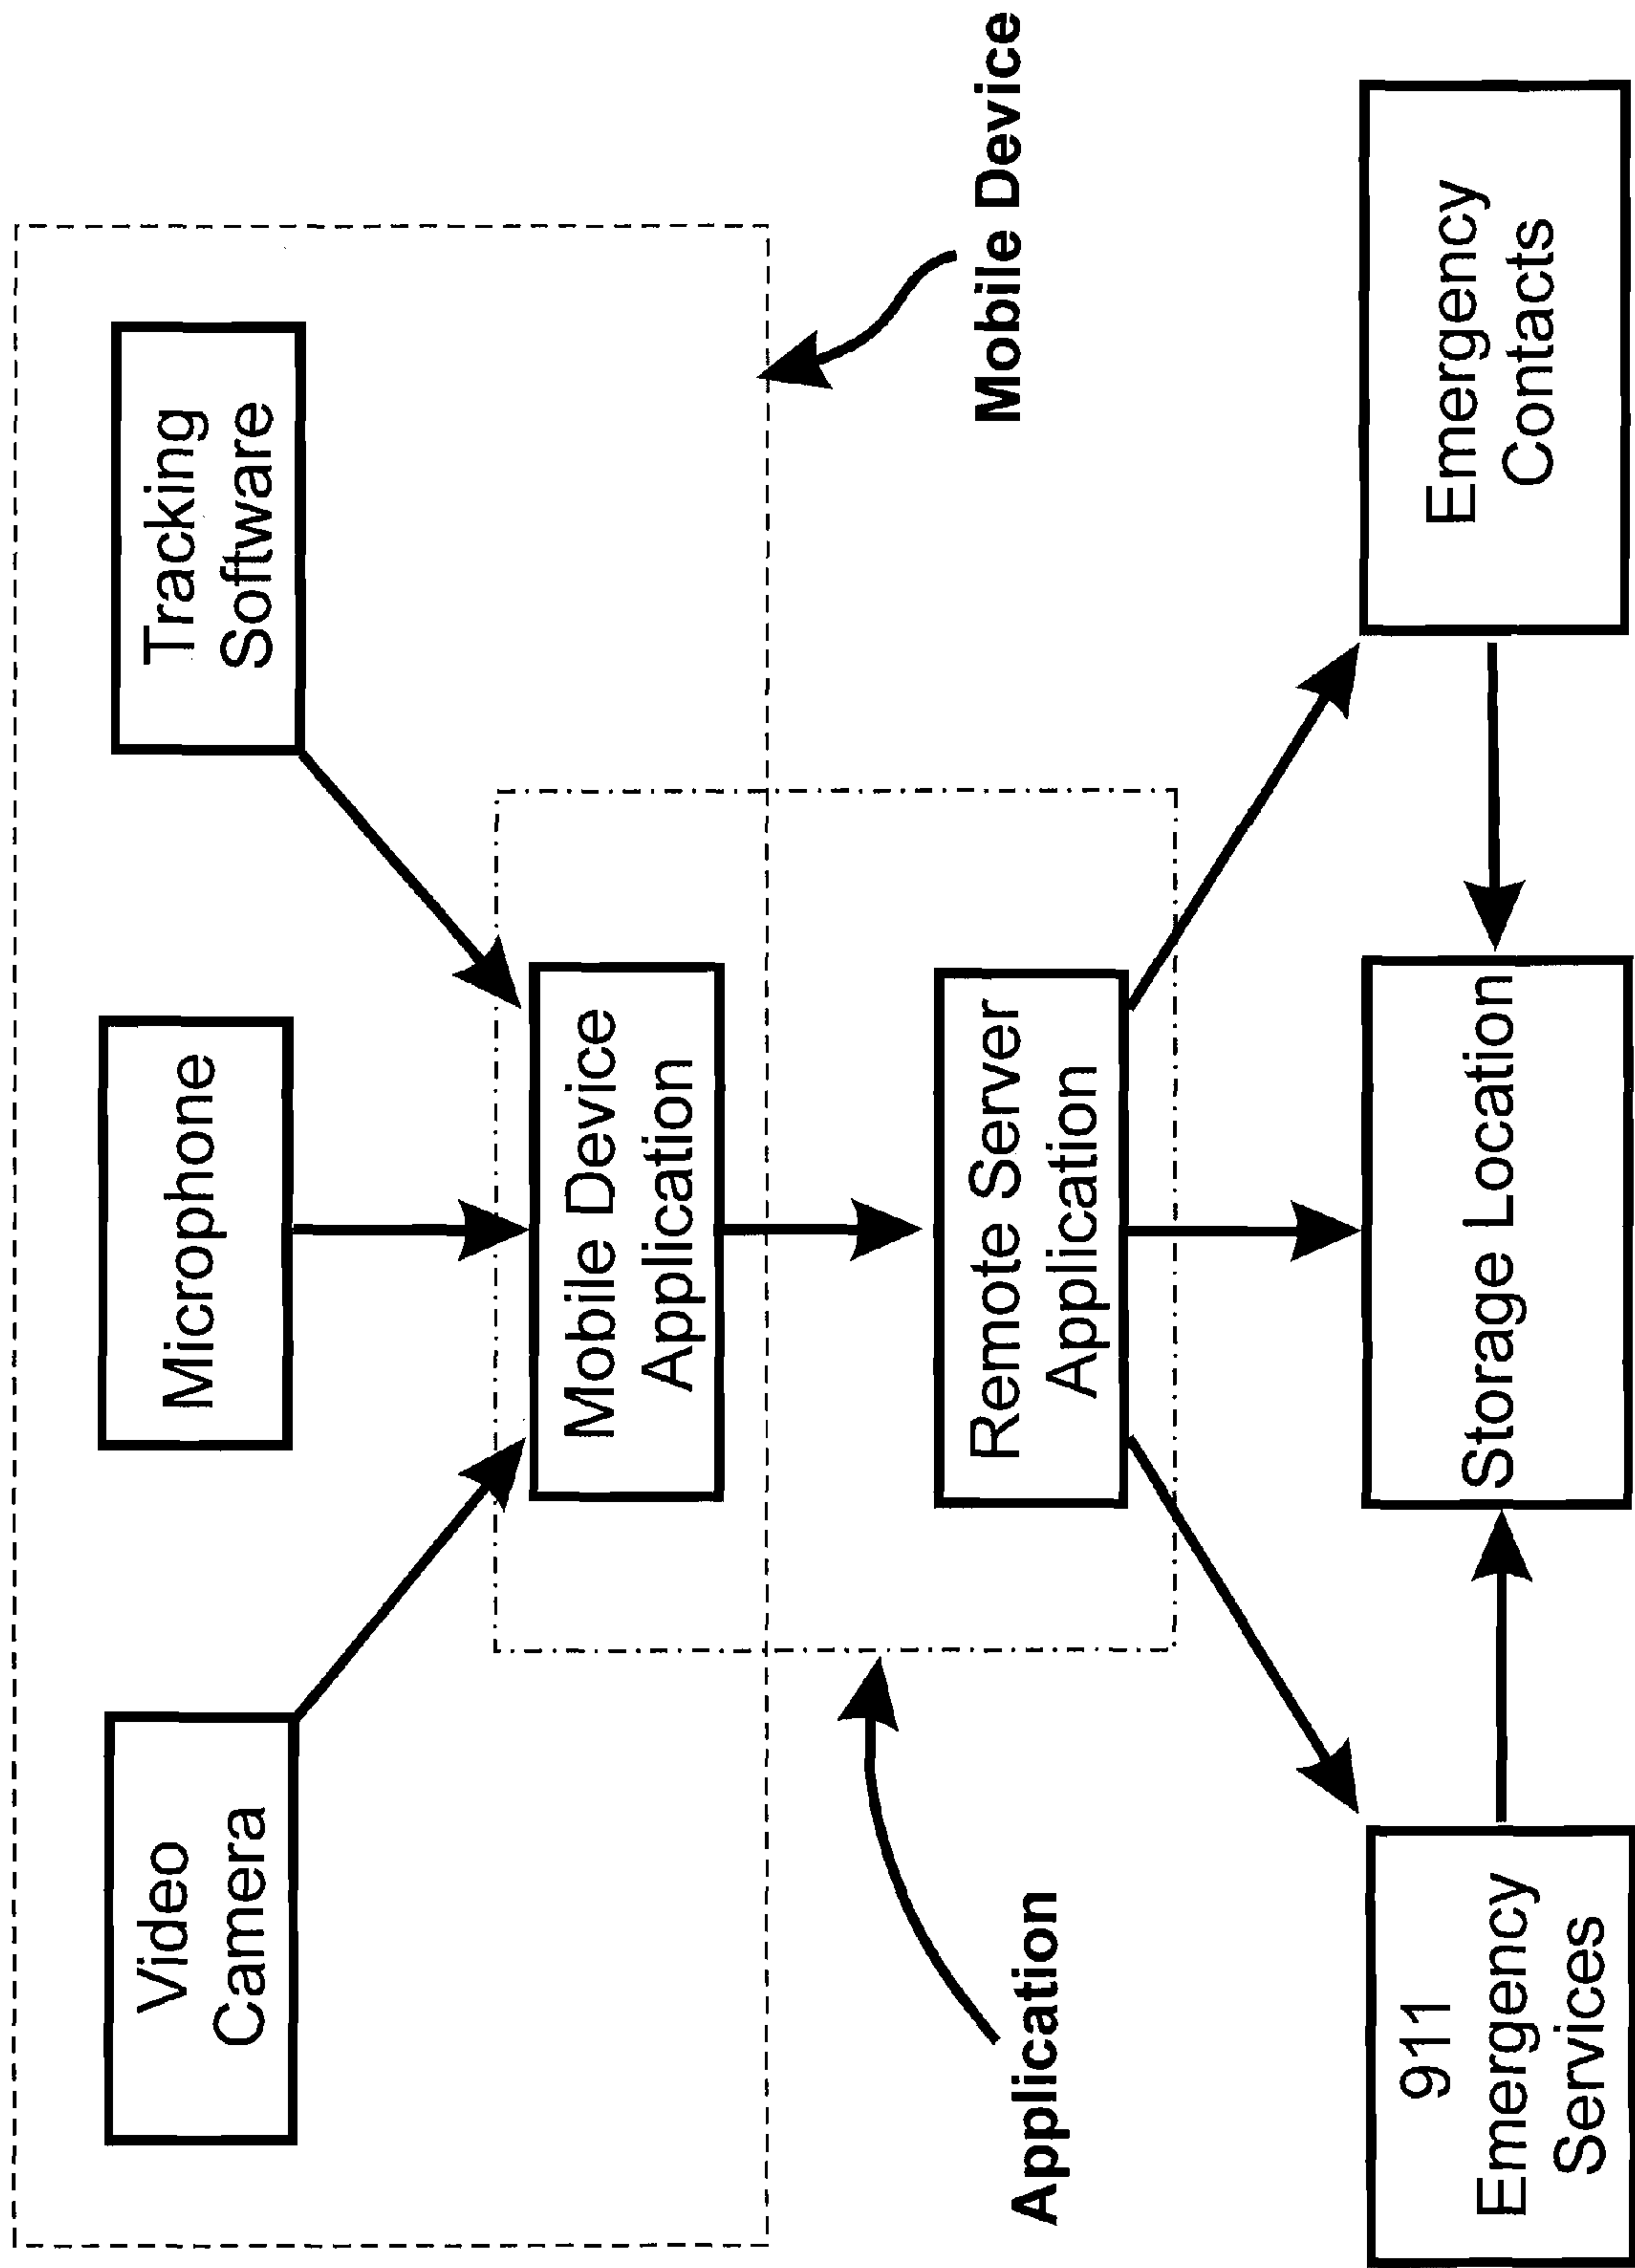 Video
Camera
Microphone
Tracking
Software
Mobile Device
Application
Mobile Device
Remote Server
Application
Application
911
Emergency
Services
Storage Location
Emergency
Contacts